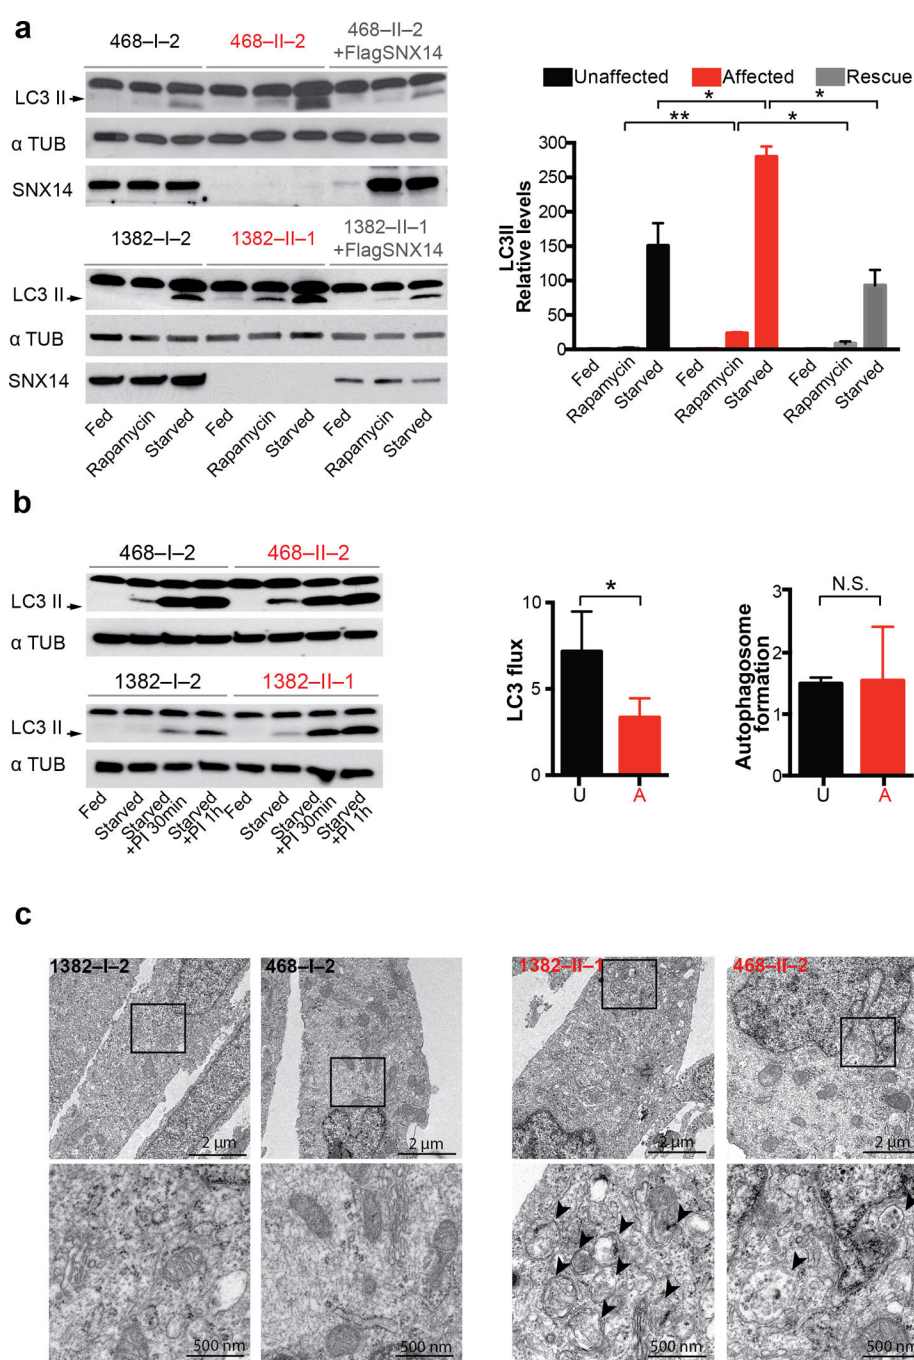 a
468–I–2
468–II–2
468–II–2
+FlagSNX14
LC3 II
α TUB
SNX14
1382–I–2
1382–II–1
1382–II–1
+FlagSNX14
LC3 II
α TUB
SNX14
Fed
Rapamycin
Starved
Fed
Rapamycin
Starved
Fed
Rapamycin
Starved
Unaffected
Affected
Rescue
*
*
**
*
LC3II
Relative levels
300
250
200
150
100
50
0
Fed
Rapamycin
Starved
Fed
Rapamycin
Starved
Fed
Rapamycin
Starved
b
468–I–2
468–II–2
LC3 II
α TUB
1382–I–2
1382–II–1
LC3 II
α TUB
Fed
Starved
Starved
+PI 30min
Starved
+PI 1h
Fed
Starved
Starved
+PI 30min
Starved
+PI 1h
LC3 flux
10
5
0
*
U
A
Autophagosome
formation
3
2
1
0
N.S.
U
A
c
1382–I–2
468–I–2
1382–II–1
468–II–2
2 µm
2 µm
2 µm
2 µm
500 nm
500 nm
500 nm
500 nm